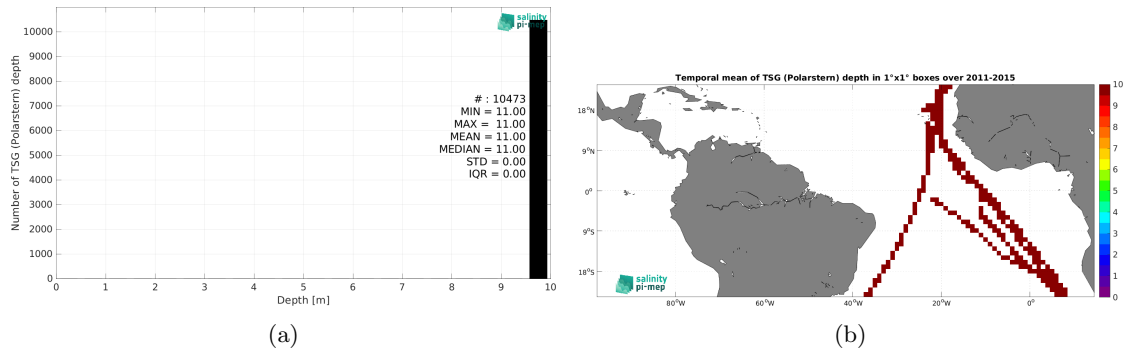 10000
9000
8000
7000
6000
5000
4000
3000
2000
1000
0
Number of TSG (Polarstern) depth
salinity
pi-mep
# : 10473
MIN = 11.00
MAX = 11.00
MEAN = 11.00
MEDIAN = 11.00
STD = 0.00
IQR = 0.00
0 1 2 3 4 5 6 7 8 9 10
Depth [m]
(a)
Temporal mean of TSG (Polarstern) depth in 1°x1° boxes over 2011-2015
18°N
9°N
0°
9°S
18°S
salinity
pi-mep
80°W 60°W 40°W 20°W 0°
10
9
8
7
6
5
4
3
2
1
0
(b)